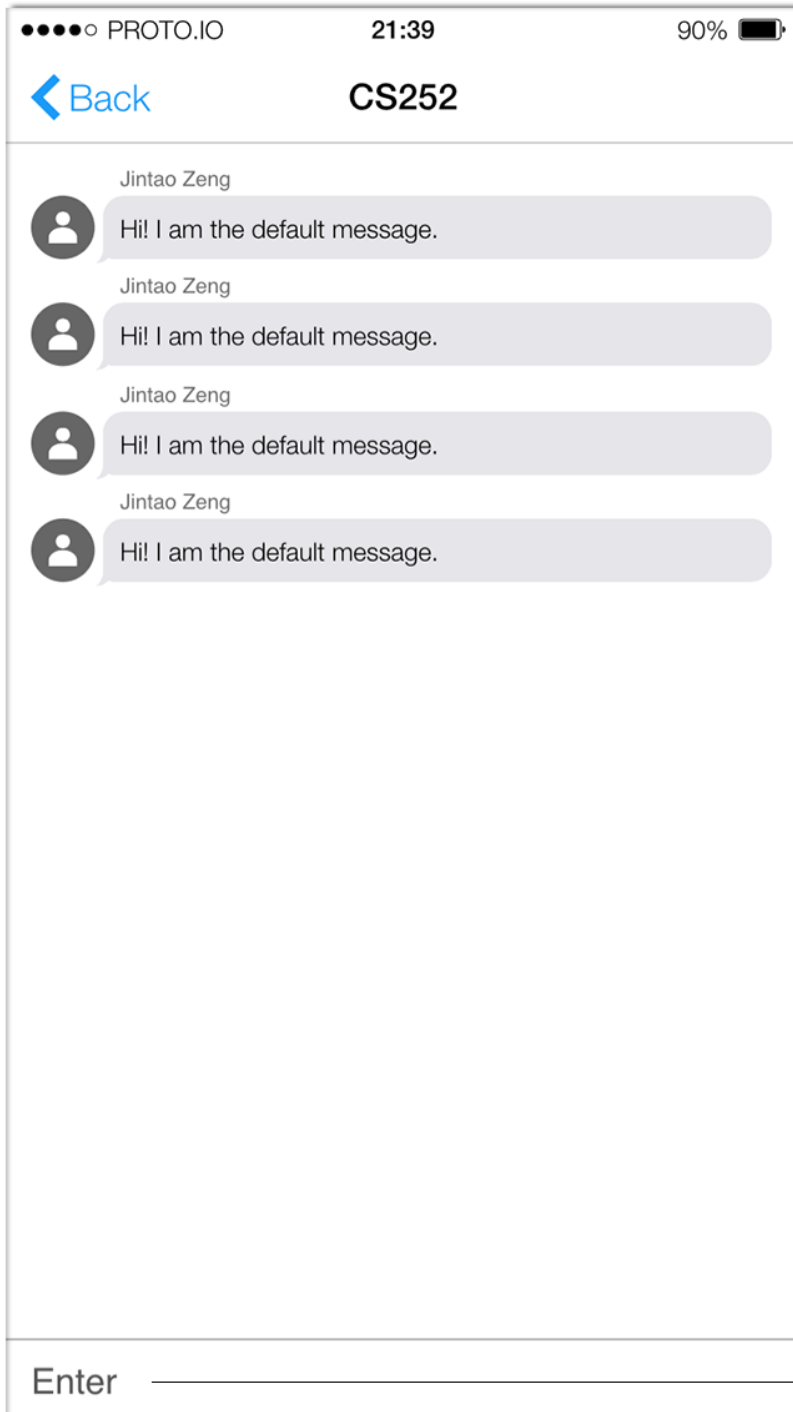 PROTO.IO 21:39 90%
Back CS252
Jintao Zeng
Hi! I am the default message.
Jintao Zeng
Hi! I am the default message.
Jintao Zeng
Hi! I am the default message.
Jintao Zeng
Hi! I am the default message.
Enter